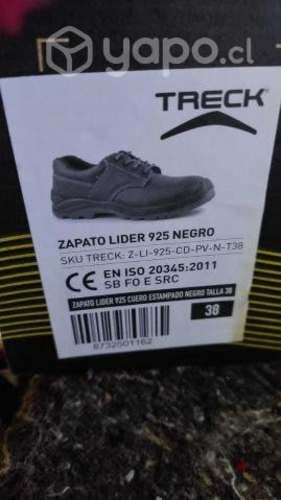 yapo.cl
TRECK
ZAPATO LIDER 925 NEGRO
SKU TRECK: Z-LI-925-CD-PV-N-T38
CE EN ISO 20345:2011
SB FO E SRC
ZAPATO LIDER 925 CUERO ESTAMPADO NEGRO TALLA 38
38
8732501162